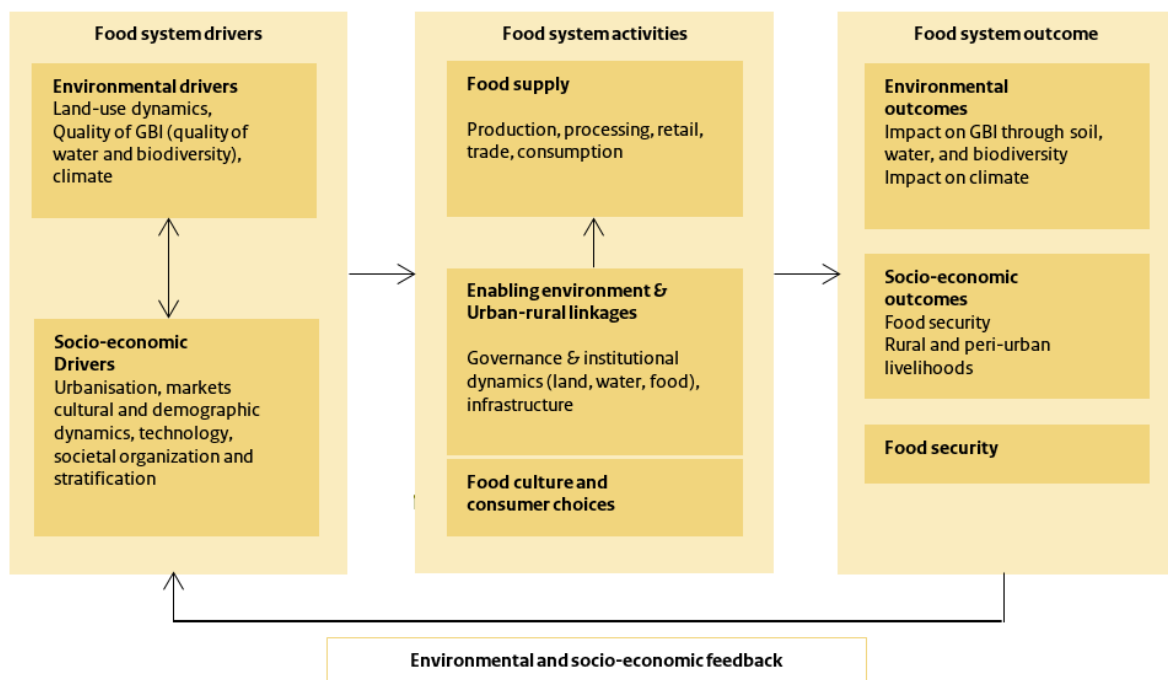 Food system drivers
Environmental drivers
Land-use dynamics,
Quality of GBI (quality of
water and biodiversity),
climate
Socio-economic
Drivers
Urbanisation, markets
cultural and demographic
dynamics, technology,
societal organization and
stratification
Food system activities
Food supply
Production, processing, retail,
trade, consumption
Enabling environment &
Urban-rural linkages
Governance & institutional
dynamics (land, water, food),
infrastructure
Food culture and
consumer choices
Food system outcome
Environmental
outcomes
Impact on GBI through soil,
water, and biodiversity
Impact on climate
Socio-economic
outcomes
Food security
Rural and peri-urban
livelihoods
Food security
Environmental and socio-economic feedback